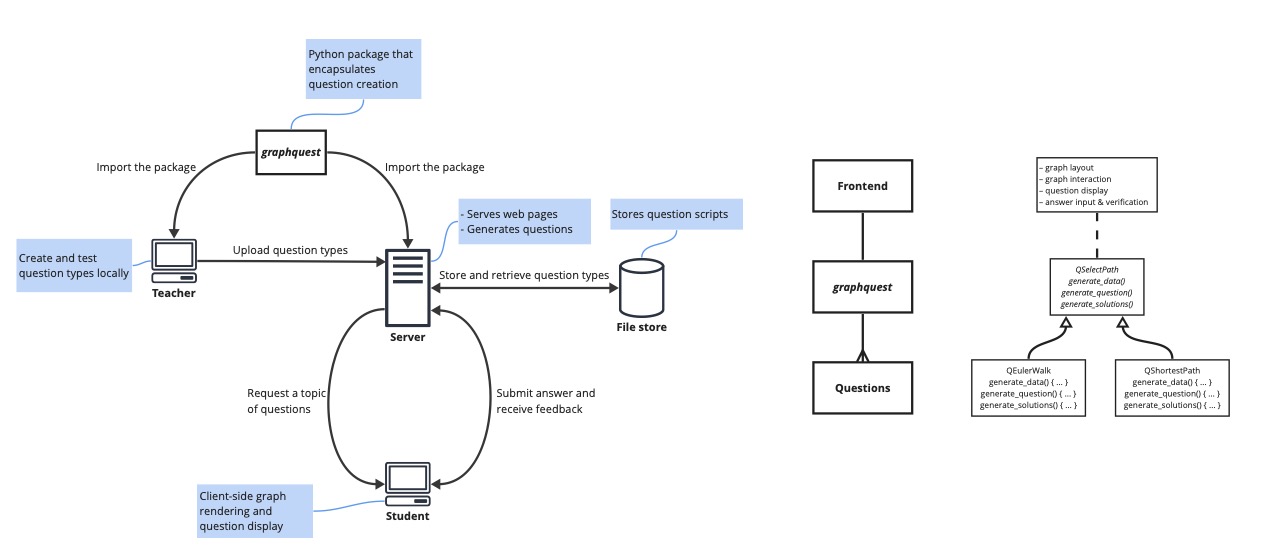 Python package that
encapsulates
question creation
graphquest
Import the package
Import the package
- Serves web pages
- Generates questions
Stores question scripts
Create and test
question types locally
Upload question types
Store and retrieve question types
Teacher
Server
File store
Request a topic
of questions
Submit answer and
receive feedback
Client-side graph
rendering and
question display
Student
Frontend
graphquest
Questions
– graph layout
– graph interaction
– question display
– answer input & verification
QSelectPath
generate_data()
generate_question()
generate_solutions()
QEulerWalk
generate_data() { ... }
generate_question() { ... }
generate_solutions() { ... }
QShortestPath
generate_data() { ... }
generate_question() { ... }
generate_solutions() { ... }